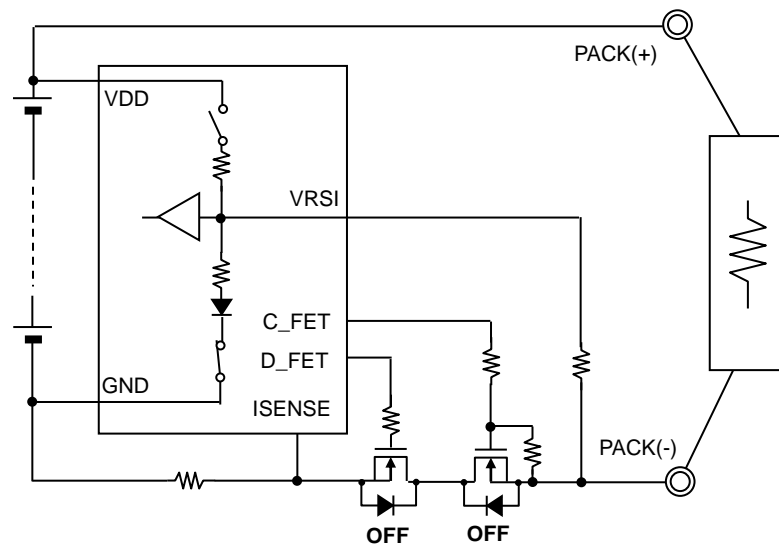 PACK(+)
VDD
VRSI
C_FET
D_FET
GND
ISENSE
PACK(-)
OFF
OFF